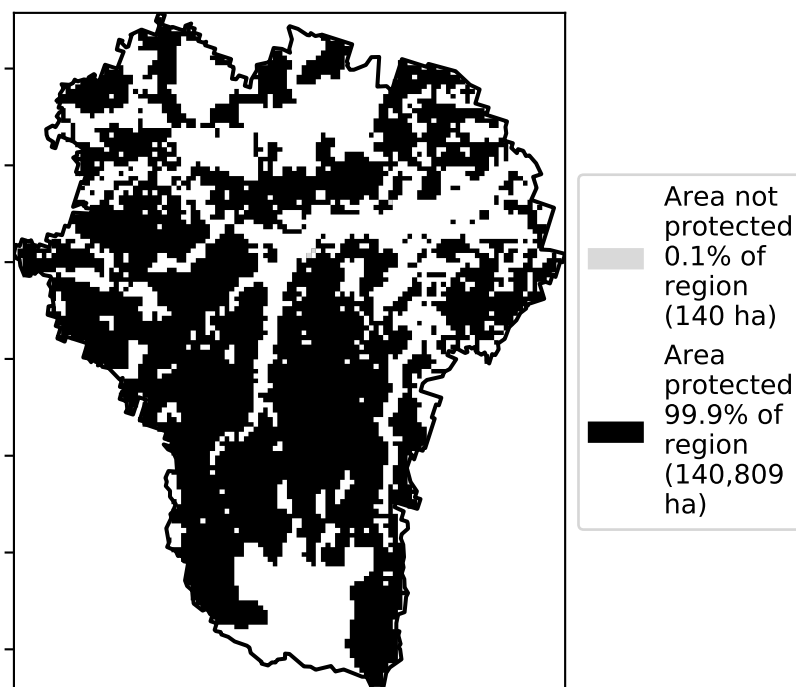 Area not
protected
0.1% of
region
(140 ha)
Area
protected
99.9% of
region
(140,809
ha)